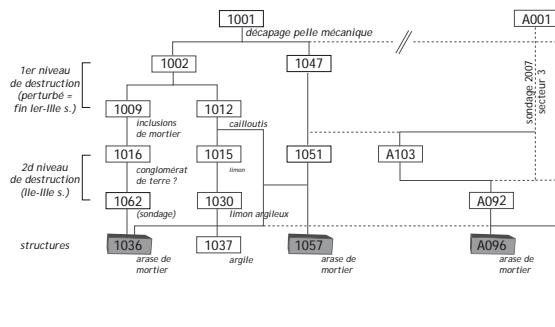 1001
A001
décapage pelle mécanique
1002
1047
1er niveau
de destruction
(perturbé =
fin Ier-IIIe s.)
sondage 2007
secteur 3
1009
1012
inclusions
de mortier
cailloutis
2d niveau
de destruction
(IIe-IIIe s.)
1016
1015
1051
A103
conglomérat
de terre ?
limon
1062
1030
A092
(sondage)
limon argileux
structures
1036
1037
1057
A096
arase de
mortier
argile
arase de
mortier
arase de
mortier